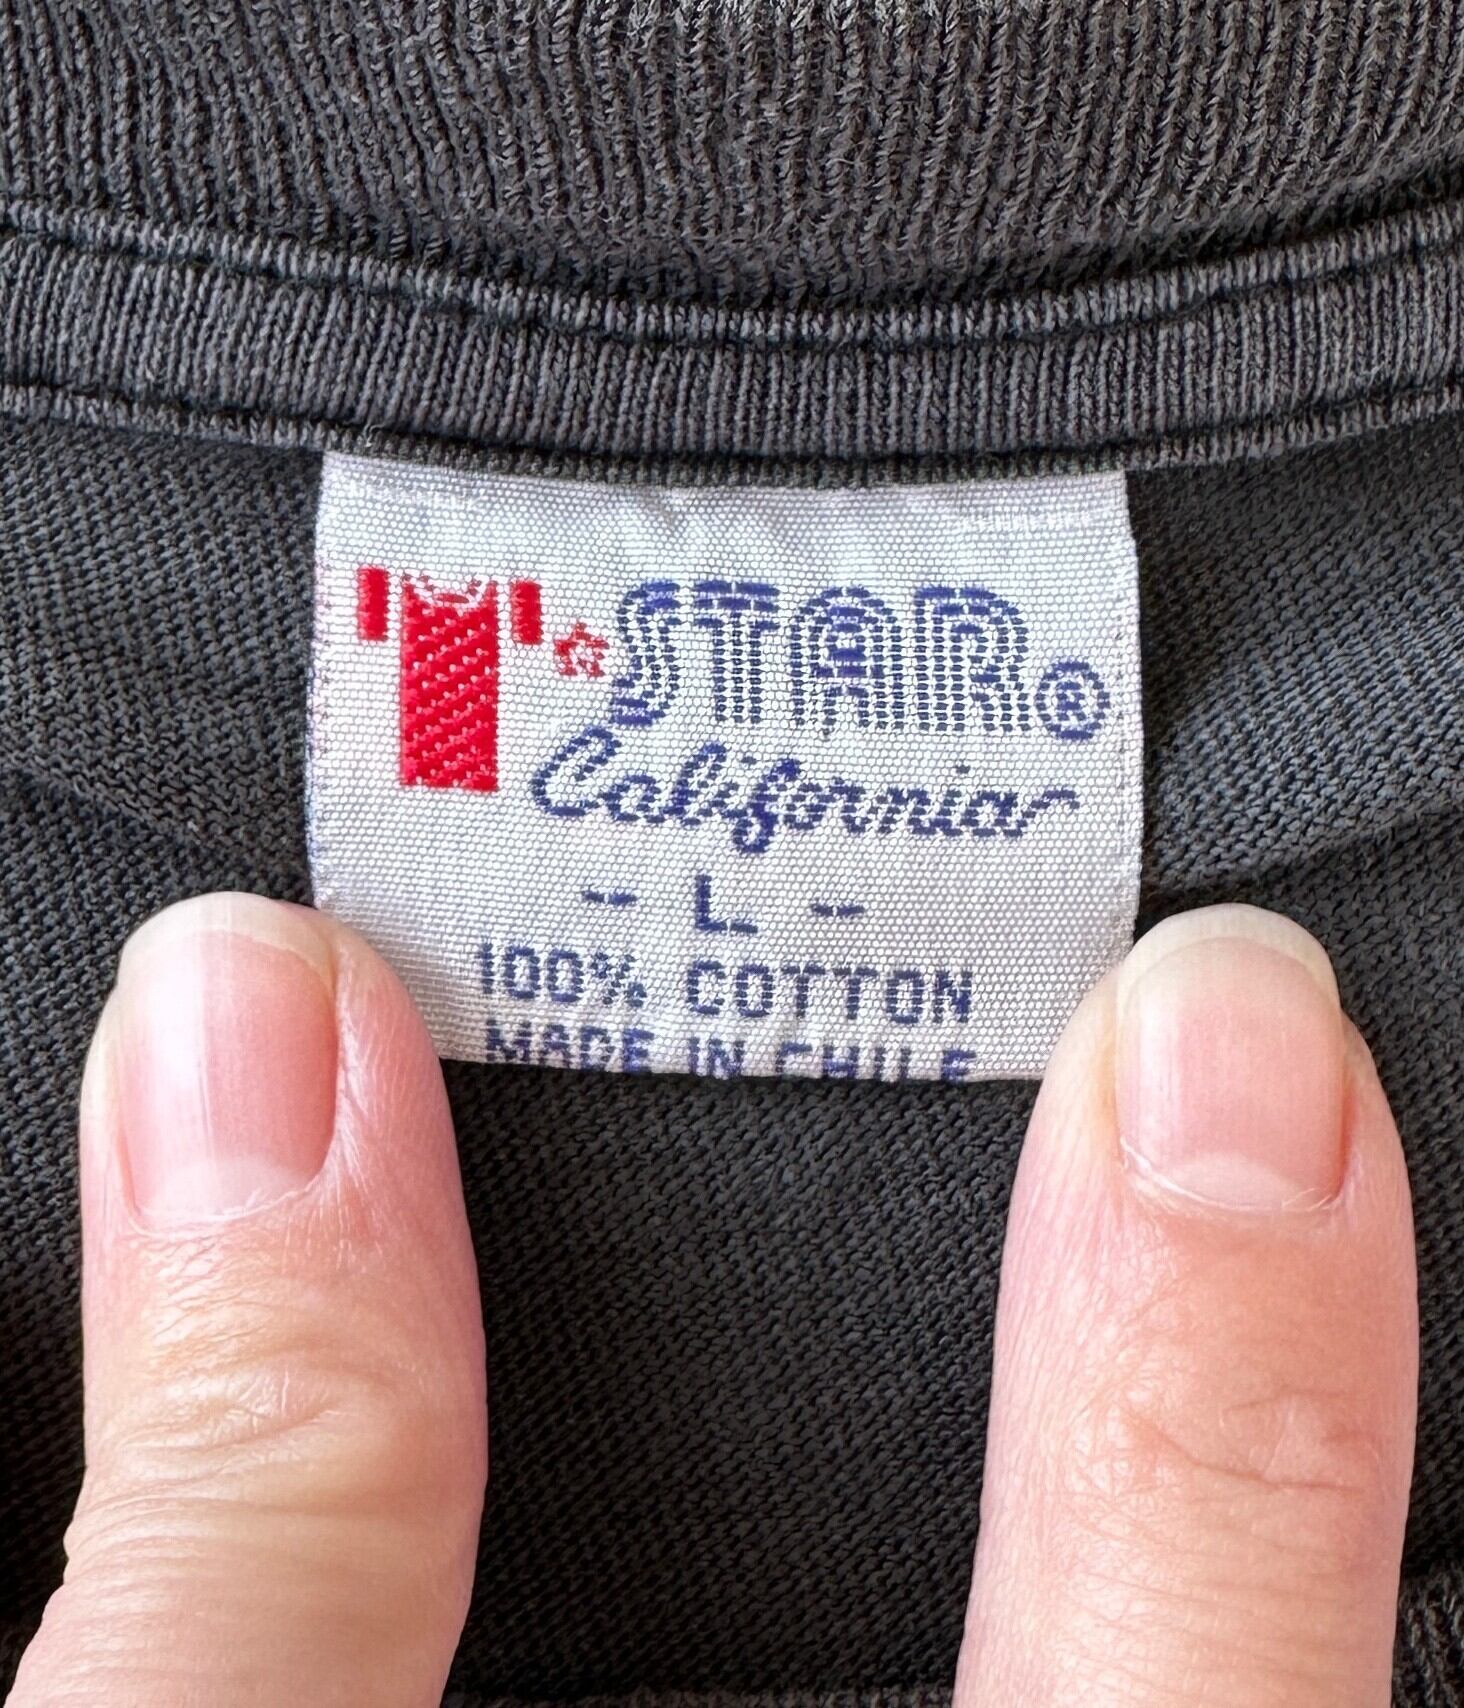 T☆STAR®
California
- L -
100% COTTON
MADE IN CHILE